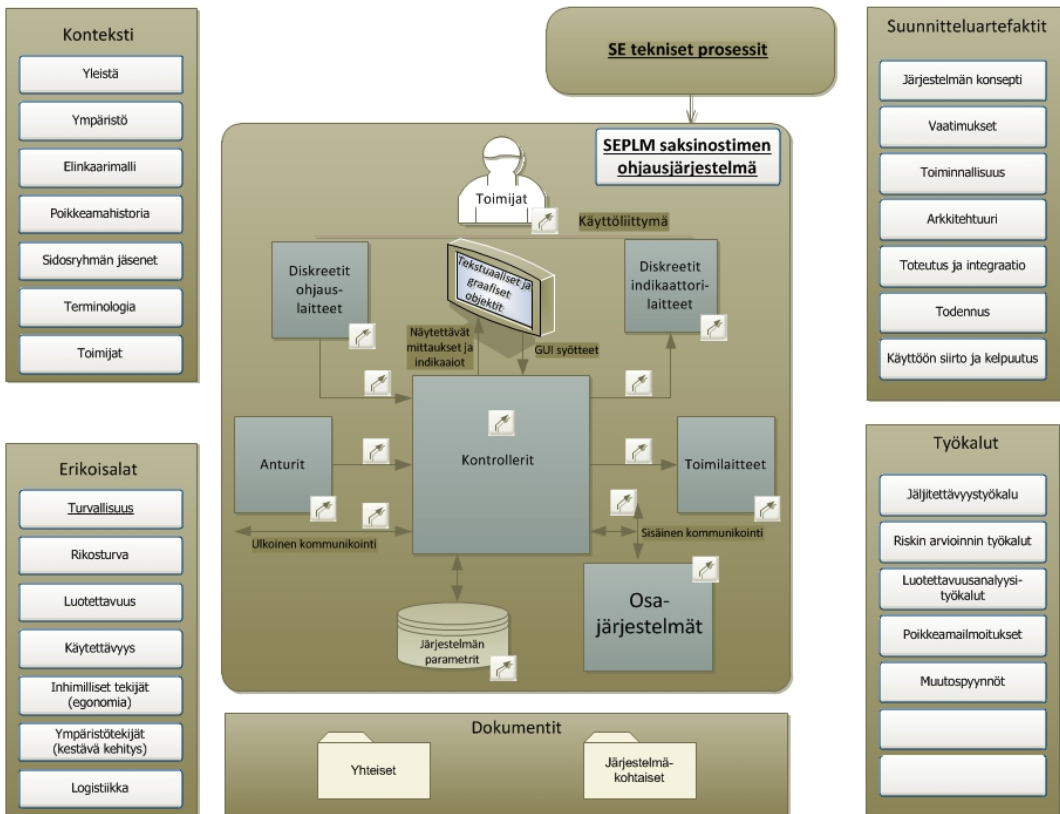 Konteksti
Yleistä
Ympäristö
Elinkaarimalli
Poikkeamahistoria
Sidosryhmän jäsenet
Terminologia
Toimijat
Erikoisalat
Turvallisuus
Rikosturva
Luotettavuus
Käytettävyys
Inhimilliset tekijät
(egonomia)
Ympäristötekijät
(kestävä kehitys)
Logistiikka
SE tekniset prosessit
SEPLM saksinostimen
ohjausjärjestelmä
Toimijat
Käyttöliittymä
Diskreetit
ohjaus-
laitteet
Tekstuaaliset ja
graafiset
objektit
Diskreetit
indikaattori-
laitteet
Näytettävät
mittaukset ja
indikaaiot
GUI syötteet
Anturit
Kontrollerit
Toimilaitteet
Ulkoinen kommunikointi
Sisäinen kommunikointi
Järjestelmän
parametrit
Osa-
järjestelmät
Dokumentit
Yhteiset
Järjestelmä-
kohtaiset
Suunnitteluartefaktit
Järjestelmän konsepti
Vaatimukset
Toiminnallisuus
Arkkitehtuuri
Toteutus ja integraatio
Todennus
Käyttöön siirto ja kelpuutus
Työkalut
Jäljitettävyystyökalu
Riskin arvioinnin työkalut
Luotettavuusanalyysi-
työkalut
Poikkeamailmoitukset
Muutospyynnöt